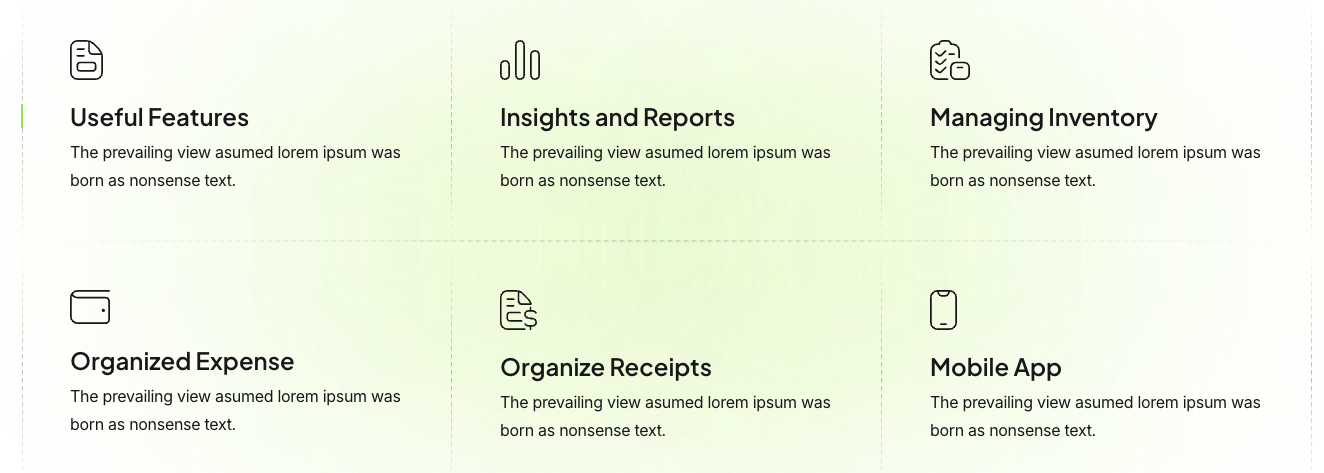 Useful Features
The prevailing view asumed lorem ipsum was
born as nonsense text.
Insights and Reports
The prevailing view asumed lorem ipsum was
born as nonsense text.
Managing Inventory
The prevailing view asumed lorem ipsum was
born as nonsense text.
Organized Expense
The prevailing view asumed lorem ipsum was
born as nonsense text.
Organize Receipts
The prevailing view asumed lorem ipsum was
born as nonsense text.
Mobile App
The prevailing view asumed lorem ipsum was
born as nonsense text.